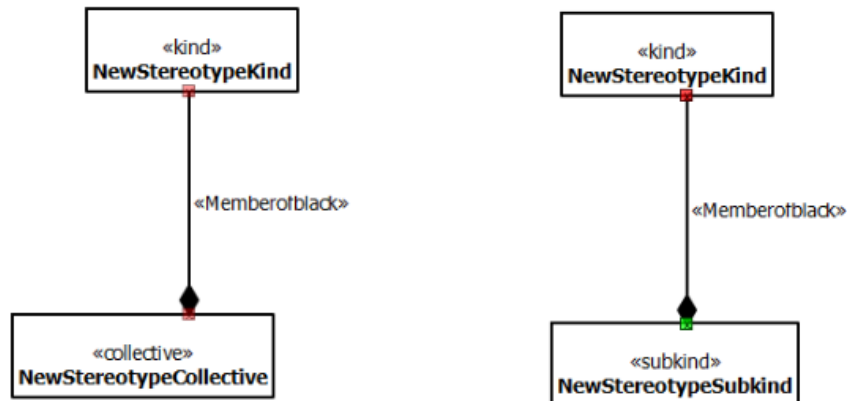 «kind»
NewStereotypeKind
«Memberofblack»
«collective»
NewStereotypeCollective
«kind»
NewStereotypeKind
«Memberofblack»
«subkind»
NewStereotypeSubkind